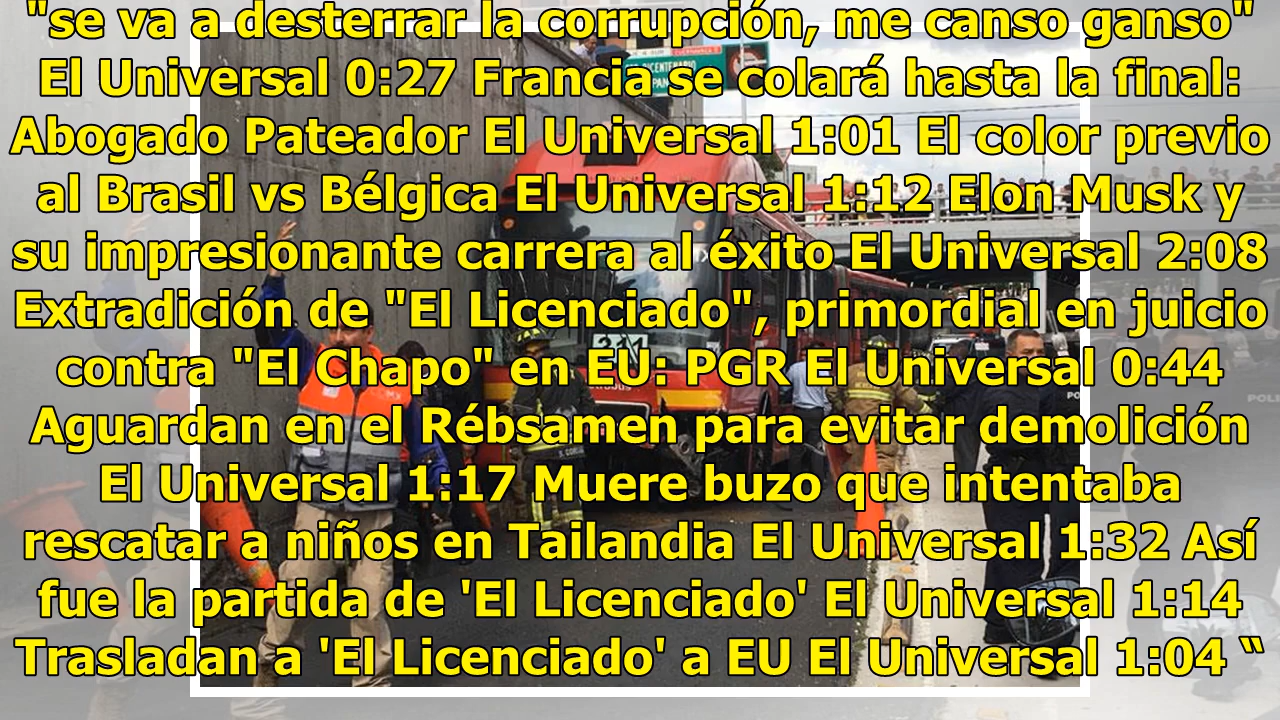 "se va a desterrar la corrupción, me canso ganso"
El Universal 0:27 Francia se colará hasta la final:
Abogado Pateador El Universal 1:01 El color previo
al Brasil vs Bélgica El Universal 1:12 Elon Musk y
su impresionante carrera al éxito El Universal 2:08
Extradición de "El Licenciado", primordial en juicio
contra "El Chapo" en EU: PGR El Universal 0:44
Aguardan en el Rébsamen para evitar demolición
El Universal 1:17 Muere buzo que intentaba
rescatar a niños en Tailandia El Universal 1:32 Así
fue la partida de 'El Licenciado' El Universal 1:14
Trasladan a 'El Licenciado' a EU El Universal 1:04 “